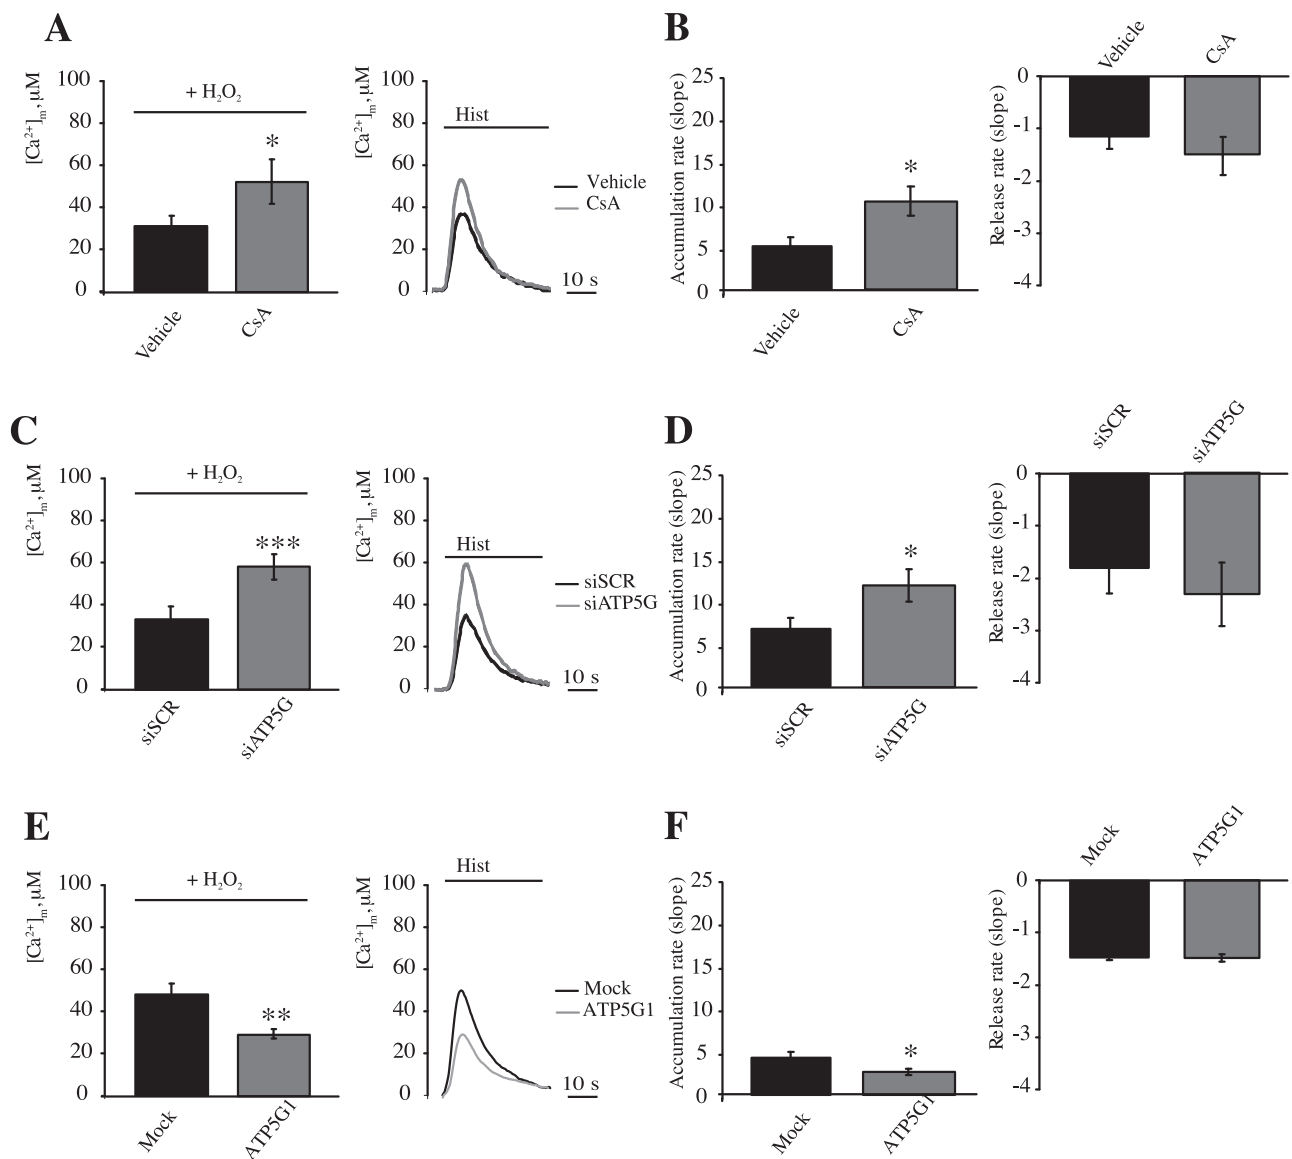 A
[Ca²⁺]ₘ, μM
100
80
60
40
20
0
+ H₂O₂
*
Vehicle
CsA
[Ca²⁺]ₘ, μM
100
80
60
40
20
0
Hist
Vehicle
CsA
10 s
B
Accumulation rate (slope)
25
20
15
10
5
0
*
Vehicle
CsA
Release rate (slope)
Vehicle
CsA
0
-1
-2
-3
-4
C
[Ca²⁺]ₘ, μM
100
80
60
40
20
0
+ H₂O₂
***
siSCR
siATP5G
[Ca²⁺]ₘ, μM
100
80
60
40
20
0
Hist
siSCR
siATP5G
10 s
D
Accumulation rate (slope)
25
20
15
10
5
0
*
siSCR
siATP5G
Release rate (slope)
siSCR
siATP5G
0
-1
-2
-3
-4
E
[Ca²⁺]ₘ, μM
100
80
60
40
20
0
+ H₂O₂
**
Mock
ATP5G1
[Ca²⁺]ₘ, μM
100
80
60
40
20
0
Hist
Mock
ATP5G1
10 s
F
Accumulation rate (slope)
25
20
15
10
5
0
*
Mock
ATP5G1
Release rate (slope)
Mock
ATP5G1
0
-1
-2
-3
-4